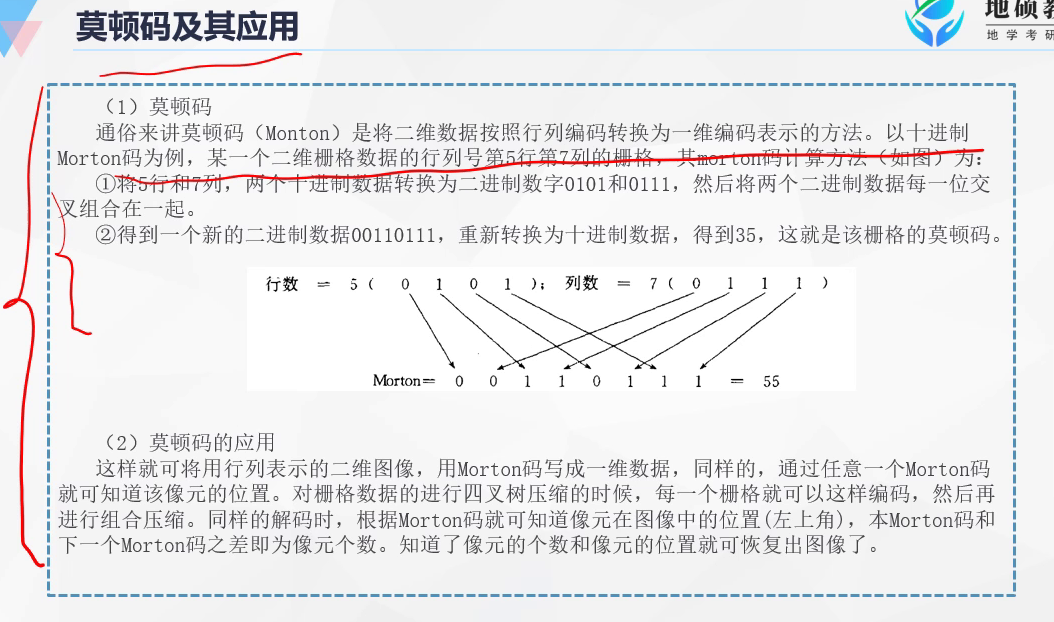 莫顿码及其应用
地硕教
地学考研
（1）莫顿码
通俗来讲莫顿码（Monton）是将二维数据按照行列编码转换为一维编码表示的方法。以十进制
Morton码为例，某一个二维栅格数据的行列号第5行第7列的栅格，其morton码计算方法（如图）为：
①将5行和7列，两个十进制数据转换为二进制数字0101和0111，然后将两个二进制数据每一位交
叉组合在一起。
②得到一个新的二进制数据00110111，重新转换为十进制数据，得到35，这就是该栅格的莫顿码。
行数 = 5( 0 1 0 1 ); 列数 = 7( 0 1 1 1 )
Morton= 0 0 1 1 0 1 1 1 = 55
（2）莫顿码的应用
这样就可将用行列表示的二维图像，用Morton码写成一维数据，同样的，通过任意一个Morton码
就可知道该像元的位置。对栅格数据的进行四叉树压缩的时候，每一个栅格就可以这样编码，然后再
进行组合压缩。同样的解码时，根据Morton码就可知道像元在图像中的位置(左上角)，本Morton码和
下一个Morton码之差即为像元个数。知道了像元的个数和像元的位置就可恢复出图像了。